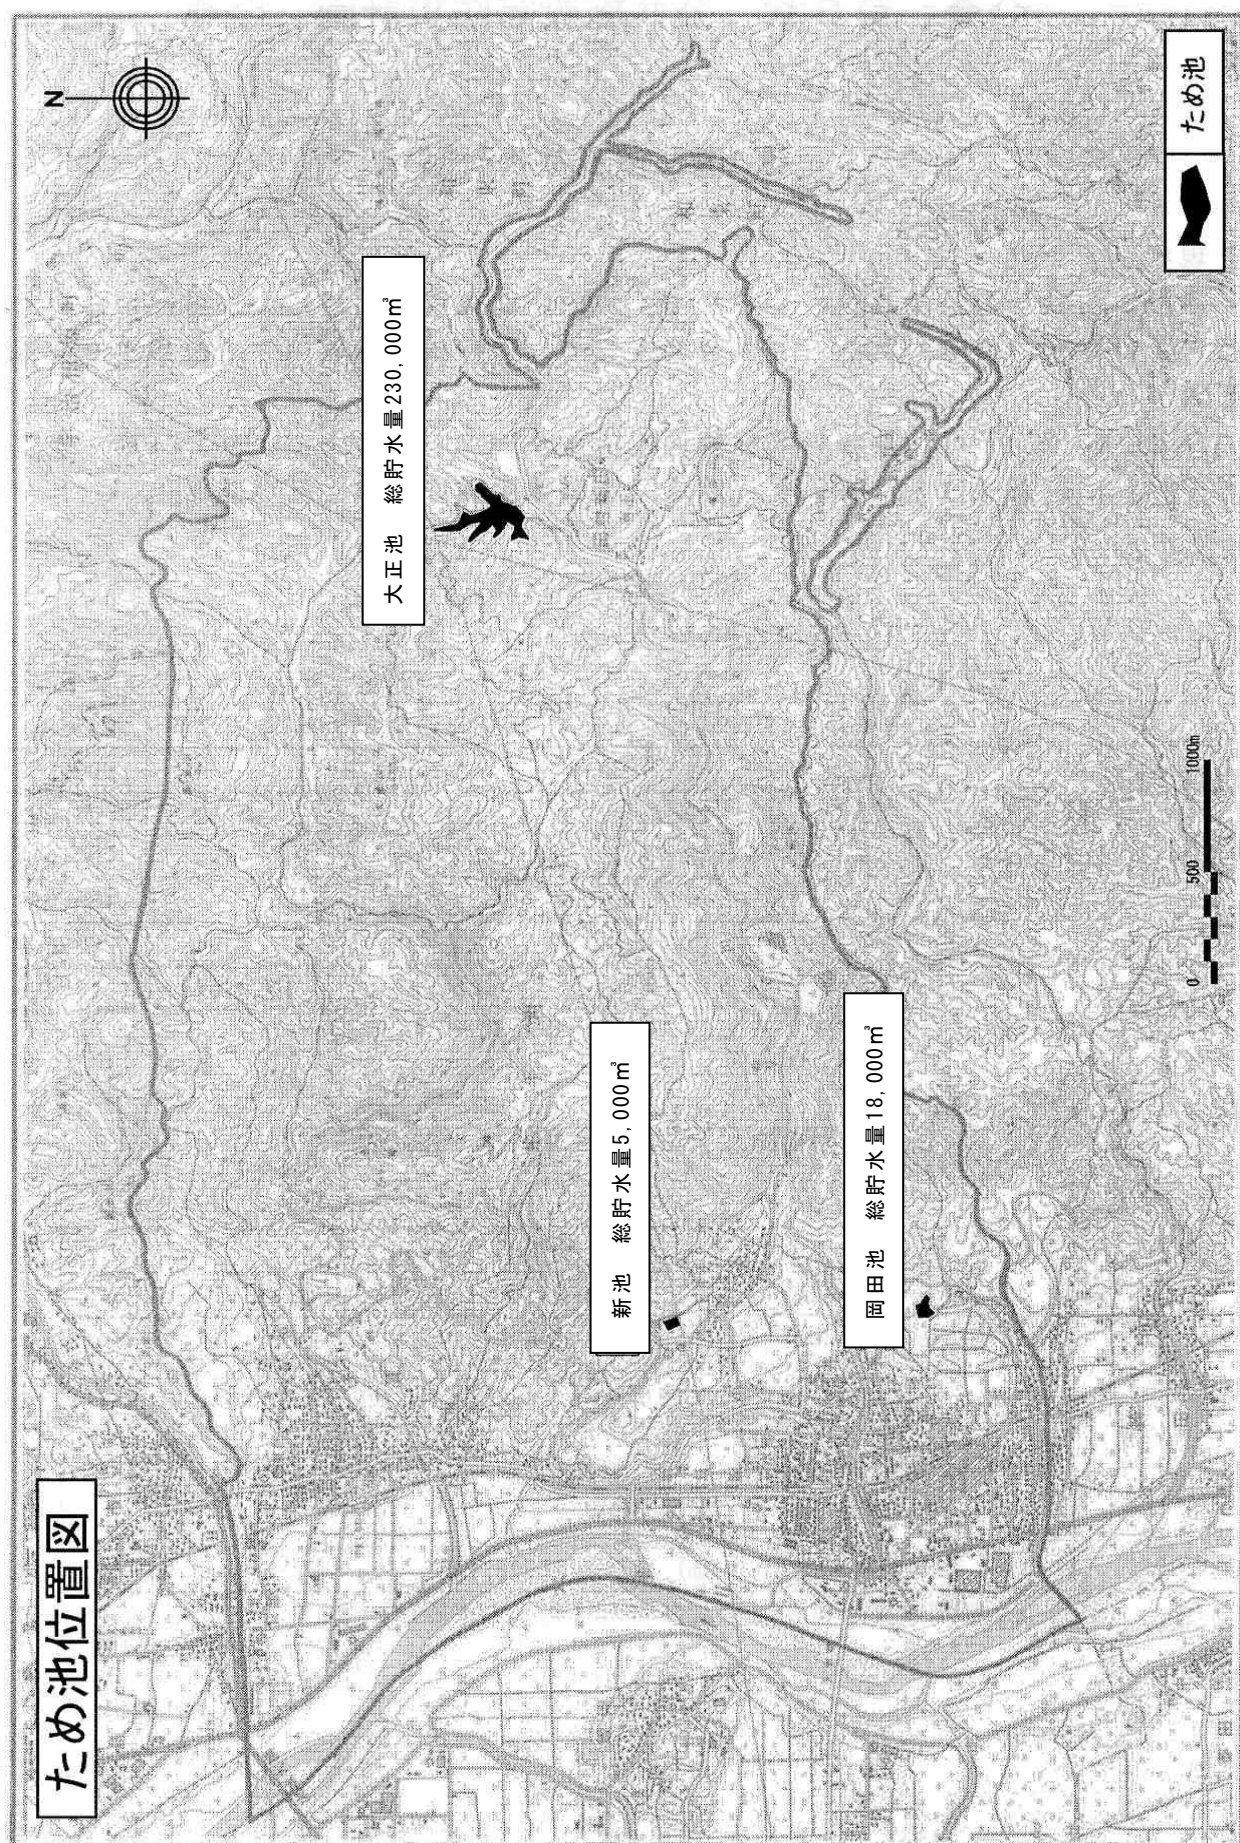 ため池位置図
N
大正池　総貯水量230,000㎥
新池　総貯水量5,000㎥
岡田池　総貯水量18,000㎥
0 500 1000m
ため池